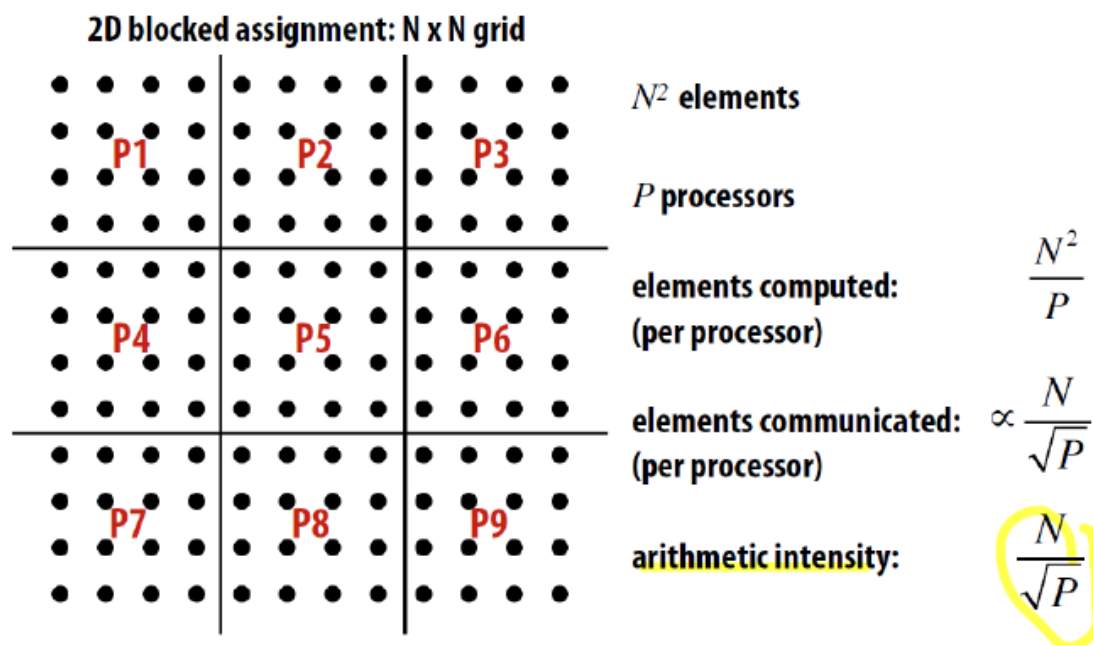 2D blocked assignment: N x N grid
P1 P2 P3
P4 P5 P6
P7 P8 P9
N² elements
P processors
elements computed: N²/P
(per processor)
elements communicated: ∝ N/√P
(per processor)
arithmetic intensity: N/√P